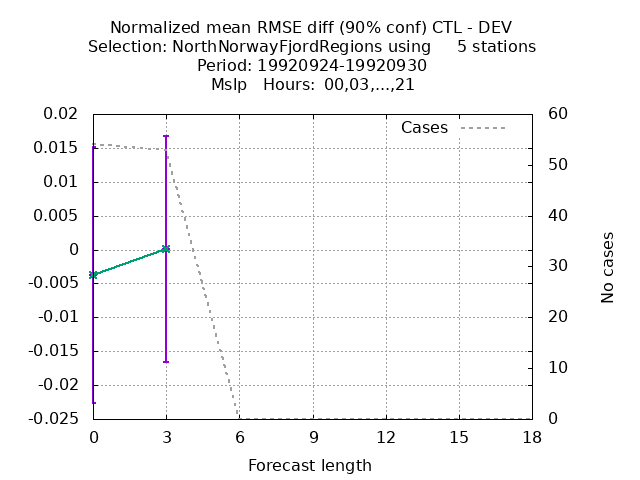 Normalized mean RMSE diff (90% conf) CTL - DEV
Selection: NorthNorwayFjordRegions using     5 stations
Period: 19920924-19920930
Mslp   Hours:  00,03,...,21
Cases
0.02
0.015
0.01
0.005
0
-0.005
-0.01
-0.015
-0.02
-0.025
60
50
40
30
20
10
0
No cases
0 3 6 9 12 15 18
Forecast length